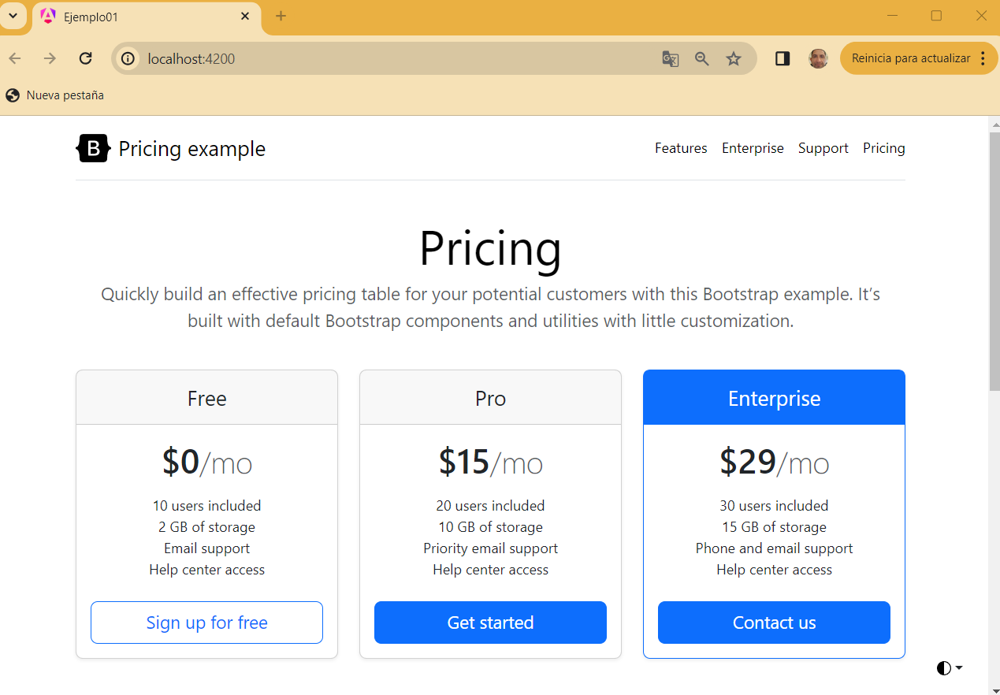 Ejemplo01
localhost:4200
Reinicia para actualizar
Nueva pestaña
B Pricing example
Features Enterprise Support Pricing
Pricing
Quickly build an effective pricing table for your potential customers with this Bootstrap example. It’s
built with default Bootstrap components and utilities with little customization.
Free
$0/mo
10 users included
2 GB of storage
Email support
Help center access
Sign up for free
Pro
$15/mo
20 users included
10 GB of storage
Priority email support
Help center access
Get started
Enterprise
$29/mo
30 users included
15 GB of storage
Phone and email support
Help center access
Contact us